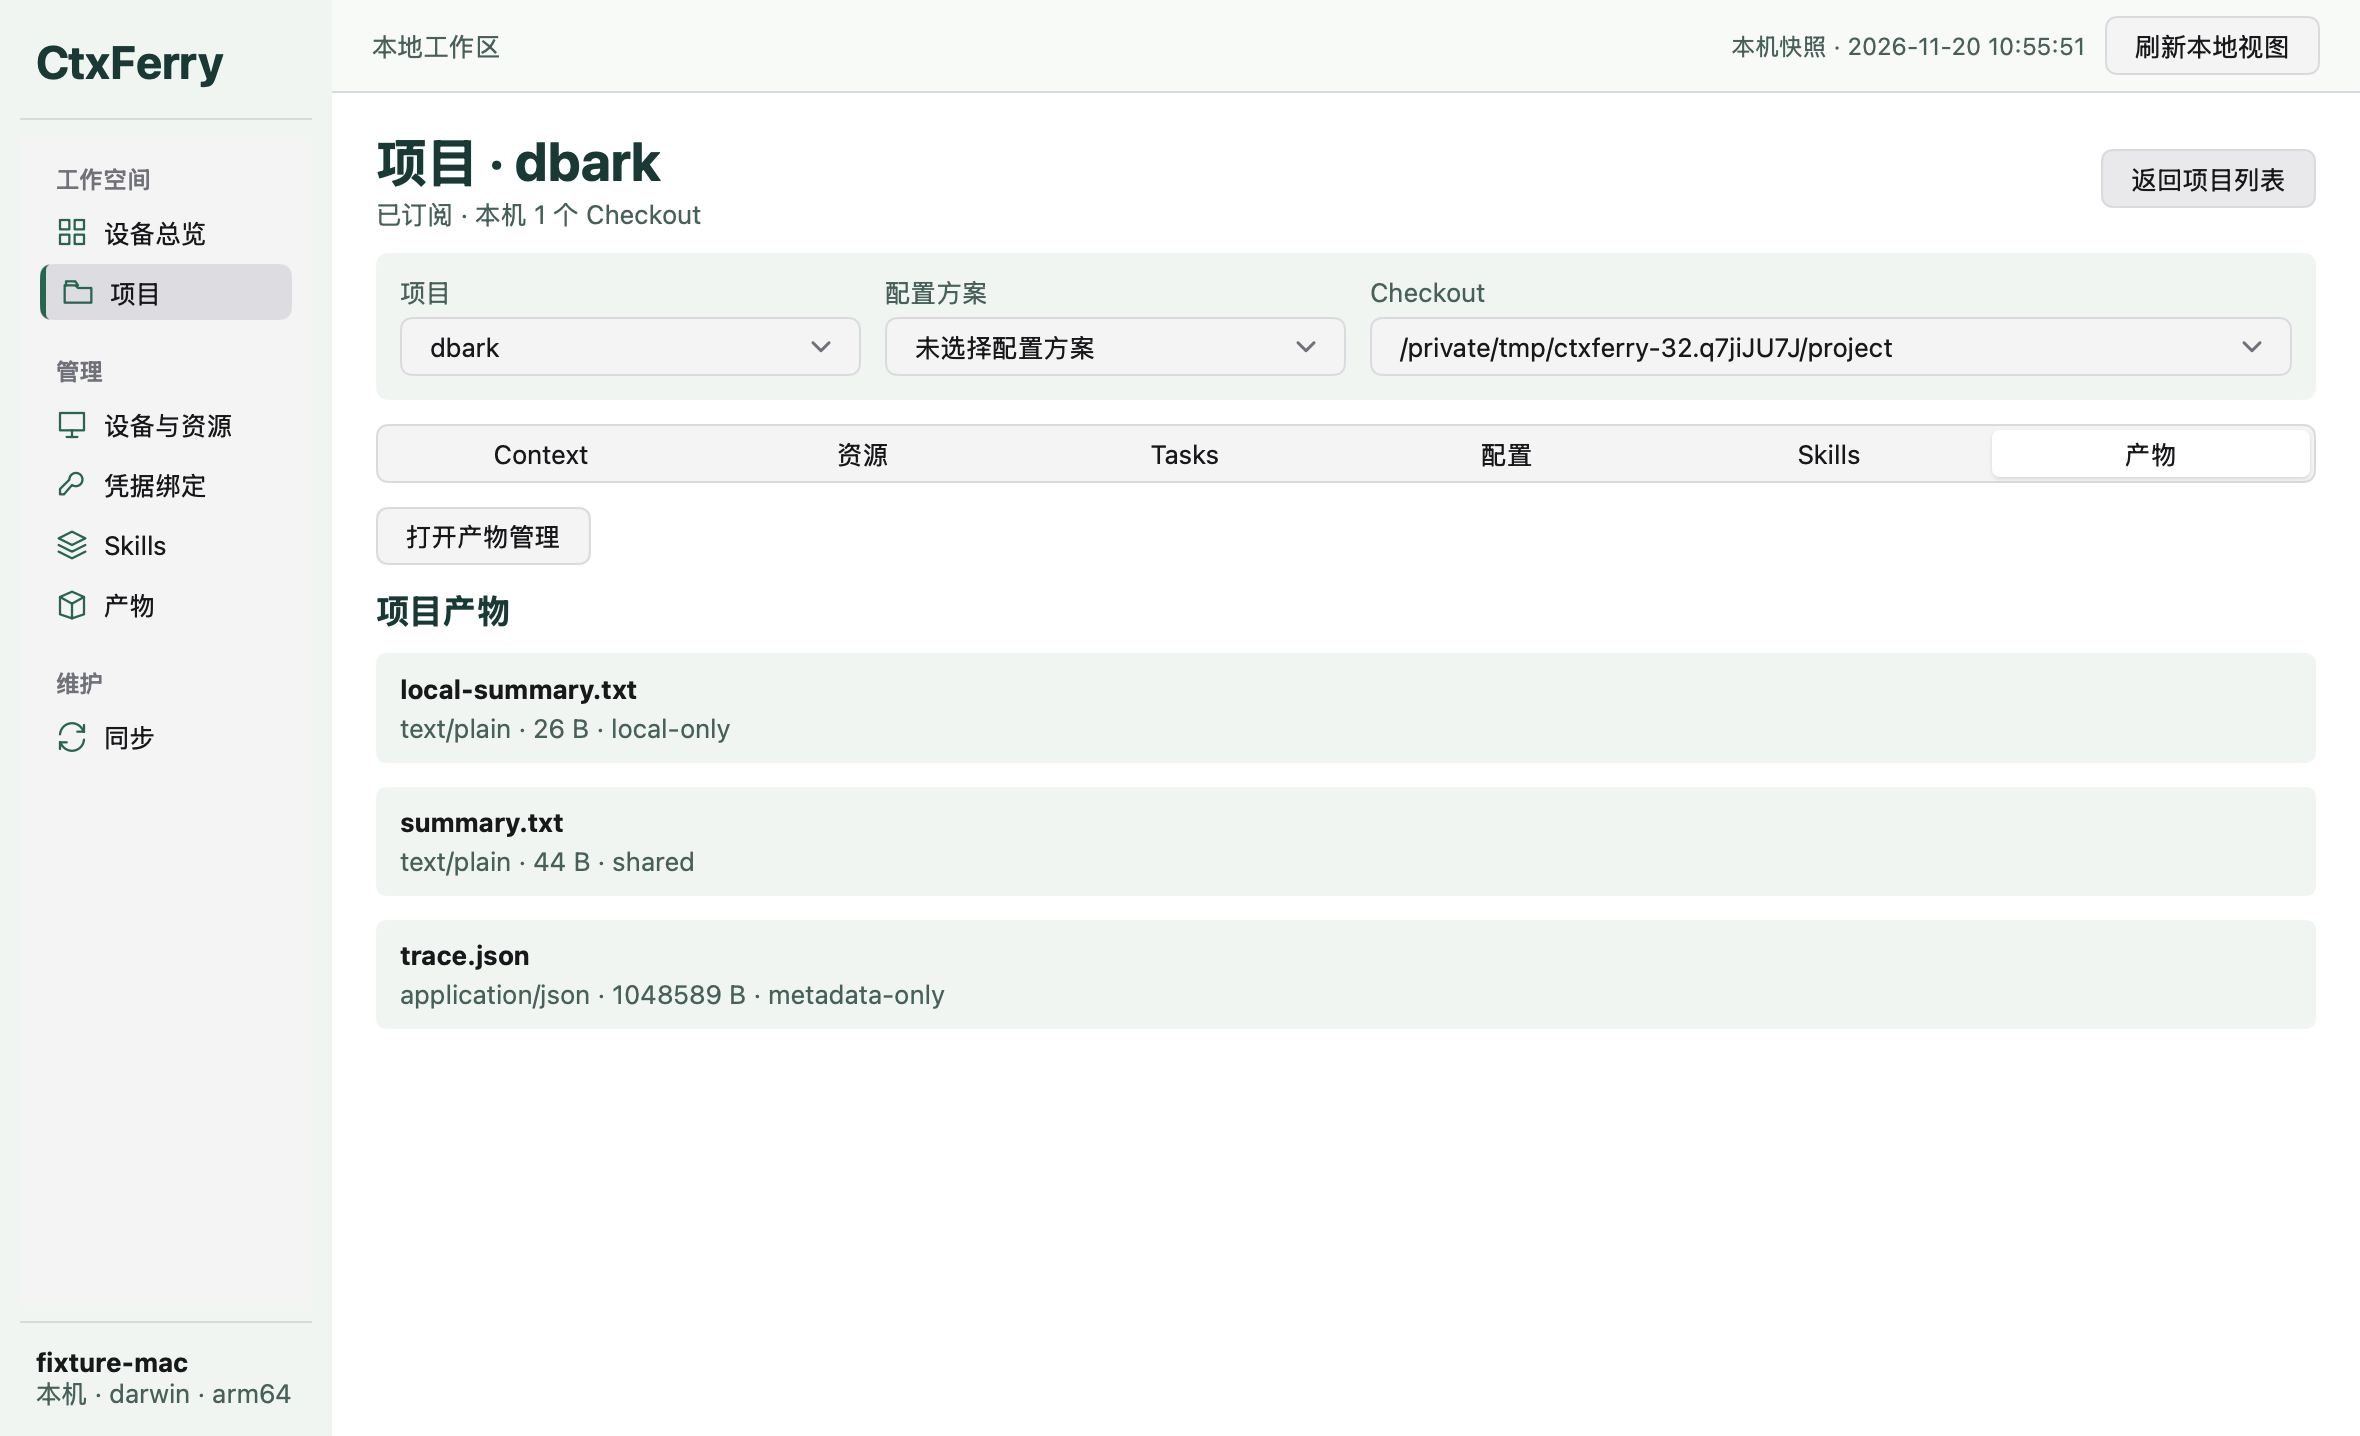 CtxFerry
工作空间
设备总览
项目
管理
设备与资源
凭据绑定
Skills
产物
维护
同步
fixture-mac
本机 · darwin · arm64
本地工作区
本机快照 · 2026-11-20 10:55:51
刷新本地视图
项目 · dbark
已订阅 · 本机 1 个 Checkout
返回项目列表
项目
配置方案
Checkout
dbark
未选择配置方案
/private/tmp/ctxferry-32.q7jiJU7J/project
Context
资源
Tasks
配置
Skills
产物
打开产物管理
项目产物
local-summary.txt
text/plain · 26 B · local-only
summary.txt
text/plain · 44 B · shared
trace.json
application/json · 1048589 B · metadata-only